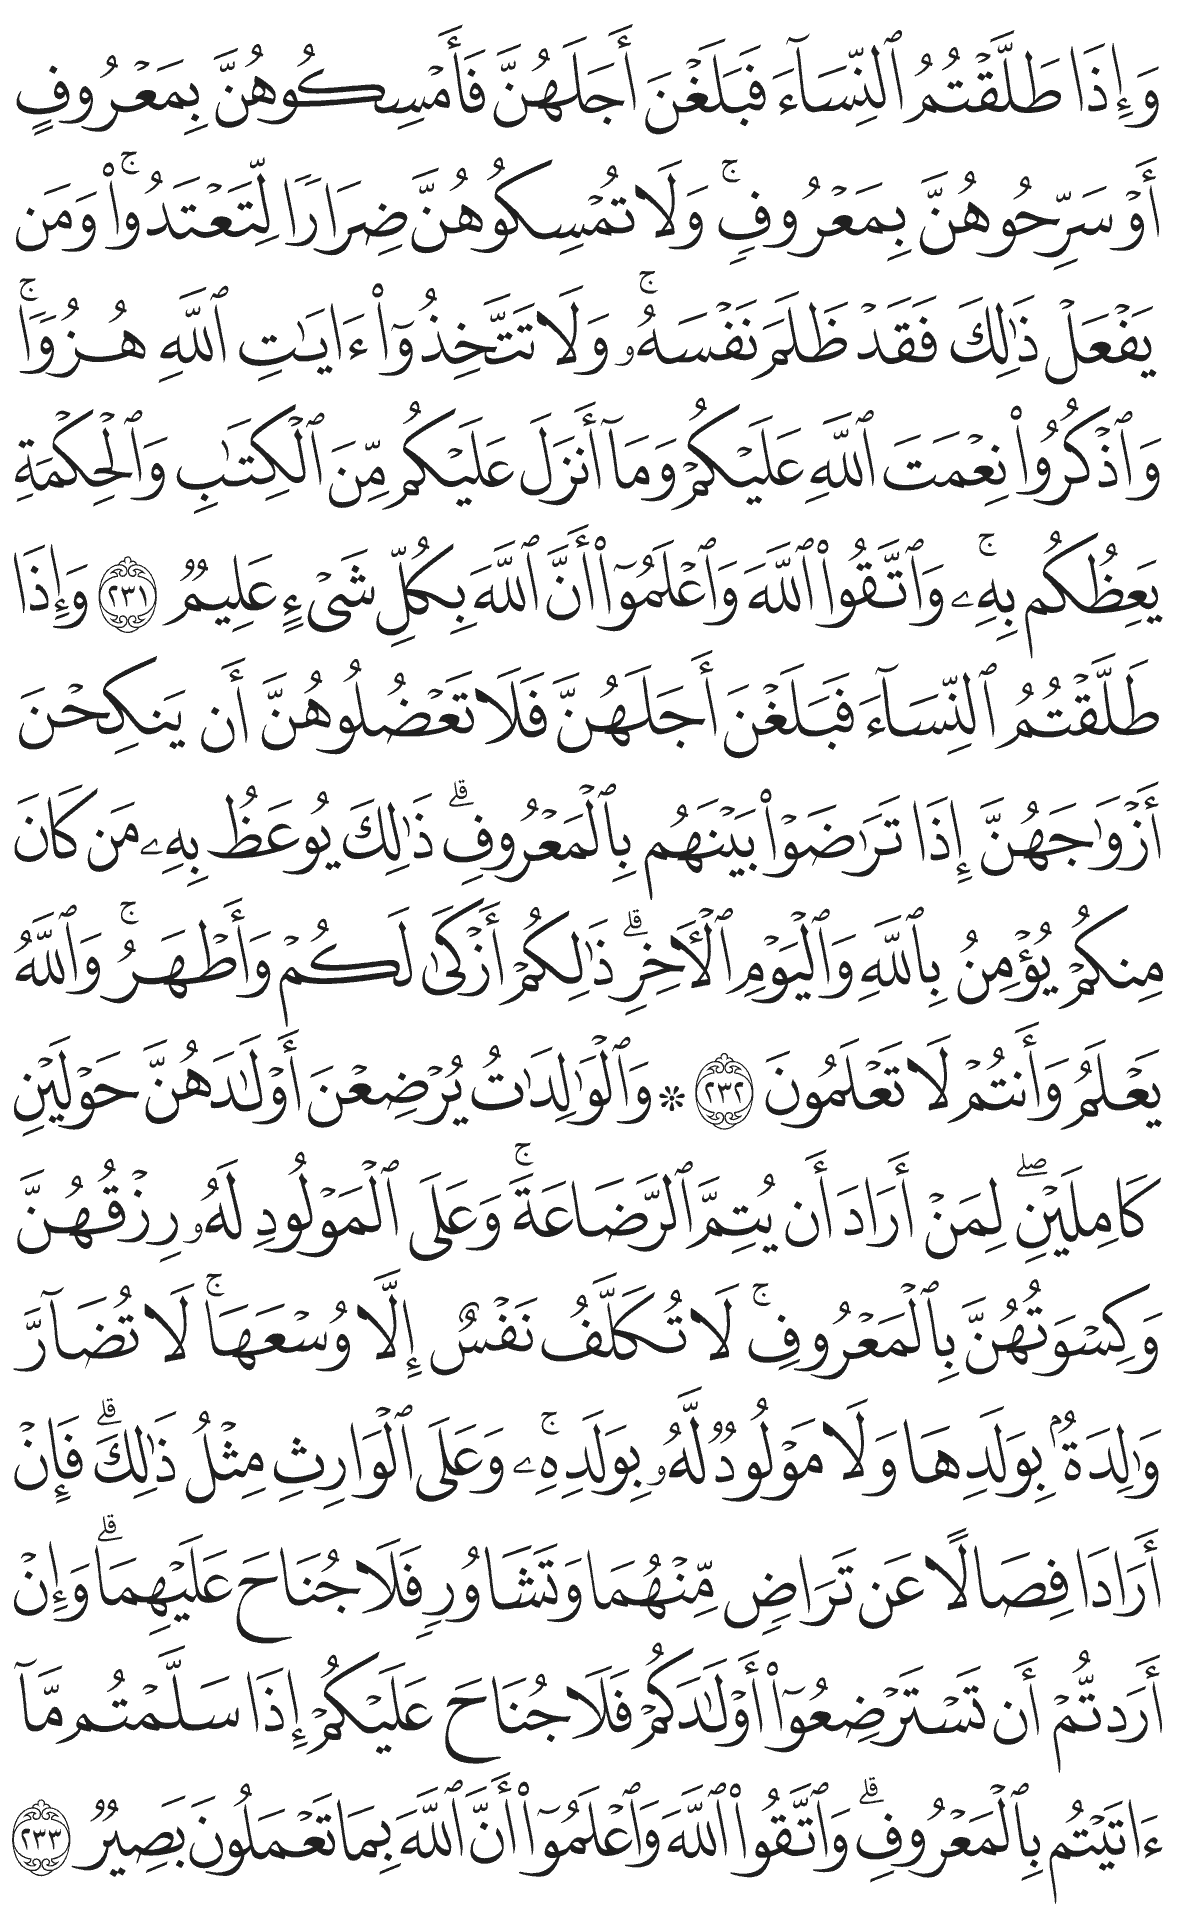 وَإِذَا طَلَّقْتُمُ ٱلنِّسَآءَ فَبَلَغْنَ أَجَلَهُنَّ فَأَمْسِكُوهُنَّ بِمَعْرُوفٍ
أَوْ سَرِّحُوهُنَّ بِمَعْرُوفٍۚ وَلَا تُمْسِكُوهُنَّ ضِرَارًا لِّتَعْتَدُوا۟ۚ وَمَن
يَفْعَلْ ذَٰلِكَ فَقَدْ ظَلَمَ نَفْسَهُۥۚ وَلَا تَتَّخِذُوٓا۟ ءَايَـٰتِ ٱللَّهِ هُزُوًاۚ
وَٱذْكُرُوا۟ نِعْمَتَ ٱللَّهِ عَلَيْكُمْ وَمَآ أَنزَلَ عَلَيْكُم مِّنَ ٱلْكِتَـٰبِ وَٱلْحِكْمَةِ
يَعِظُكُم بِهِۦۚ وَٱتَّقُوا۟ ٱللَّهَ وَٱعْلَمُوٓا۟ أَنَّ ٱللَّهَ بِكُلِّ شَىْءٍ عَلِيمٌ ٢٣١ وَإِذَا
طَلَّقْتُمُ ٱلنِّسَآءَ فَبَلَغْنَ أَجَلَهُنَّ فَلَا تَعْضُلُوهُنَّ أَن يَنكِحْنَ
أَزْوَٰجَهُنَّ إِذَا تَرَٰضَوْا۟ بَيْنَهُم بِٱلْمَعْرُوفِۗ ذَٰلِكَ يُوعَظُ بِهِۦ مَن كَانَ
مِنكُمْ يُؤْمِنُ بِٱللَّهِ وَٱلْيَوْمِ ٱلْـَٔاخِرِۗ ذَٰلِكُمْ أَزْكَىٰ لَكُمْ وَأَطْهَرُۚ وَٱللَّهُ
يَعْلَمُ وَأَنتُمْ لَا تَعْلَمُونَ ٢٣٢ ۞ وَٱلْوَٰلِدَٰتُ يُرْضِعْنَ أَوْلَـٰدَهُنَّ حَوْلَيْنِ
كَامِلَيْنِۖ لِمَنْ أَرَادَ أَن يُتِمَّ ٱلرَّضَاعَةَۚ وَعَلَى ٱلْمَوْلُودِ لَهُۥ رِزْقُهُنَّ
وَكِسْوَتُهُنَّ بِٱلْمَعْرُوفِۚ لَا تُكَلَّفُ نَفْسٌ إِلَّا وُسْعَهَاۚ لَا تُضَآرَّ
وَٰلِدَةٌۢ بِوَلَدِهَا وَلَا مَوْلُودٌ لَّهُۥ بِوَلَدِهِۦۚ وَعَلَى ٱلْوَارِثِ مِثْلُ ذَٰلِكَۗ فَإِنْ
أَرَادَا فِصَالًا عَن تَرَاضٍ مِّنْهُمَا وَتَشَاوُرٍ فَلَا جُنَاحَ عَلَيْهِمَاۗ وَإِنْ
أَرَدتُّمْ أَن تَسْتَرْضِعُوٓا۟ أَوْلَـٰدَكُمْ فَلَا جُنَاحَ عَلَيْكُمْ إِذَا سَلَّمْتُم مَّآ
ءَاتَيْتُم بِٱلْمَعْرُوفِۗ وَٱتَّقُوا۟ ٱللَّهَ وَٱعْلَمُوٓا۟ أَنَّ ٱللَّهَ بِمَا تَعْمَلُونَ بَصِيرٌ ٢٣٣